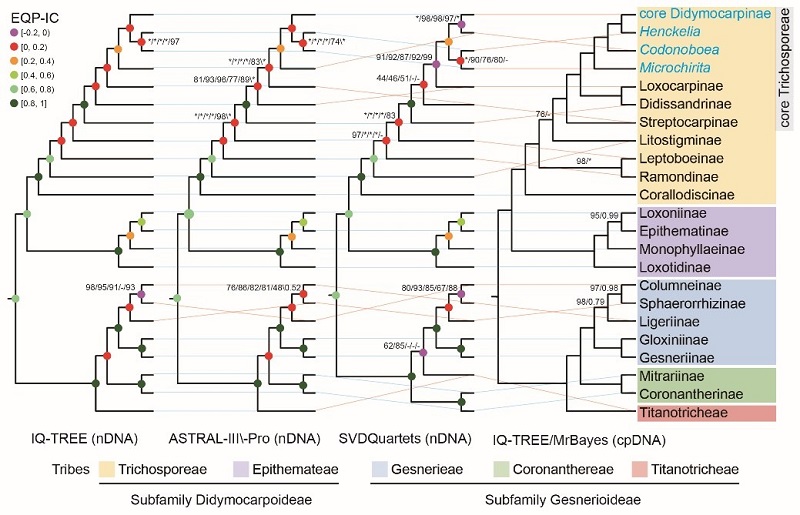 EQP-IC
[-0.2, 0)
[0, 0.2)
[0.2, 0.4)
[0.4, 0.6)
[0.6, 0.8)
[0.8, 1]
*/*/*/*/97
*/*/*/*/74\*
*/*/*/*/83\*
81/93/96/77/89\*
*/*/*/*/98\*
*/98/98/97/*
*/90/76/80/-
91/92/87/92/99
44/46/51/-/-
*/*/*/*/83
97/*/*/*/-
76/-
98/*
95/0.99
98/95/91/-/93
76/86/82/81/48\0.52
80/93/85/67/88
62/85/-/-/-
97/0.98
98/0.79
core Didymocarpinae
Henckelia
Codonoboea
Microchirita
Loxocarpinae
Didissandrinae
Streptocarpinae
Litostigminae
Leptoboeinae
Ramondinae
Corallodiscinae
Loxoniinae
Epithematinae
Monophyllaeinae
Loxotidinae
Columneinae
Sphaerorrhizinae
Ligeriinae
Gloxiniinae
Gesneriinae
Mitrariinae
Coronantherinae
Titanotricheae
core Trichosporeae
IQ-TREE (nDNA)
ASTRAL-III\-Pro (nDNA)
SVDQuartets (nDNA)
IQ-TREE/MrBayes (cpDNA)
Tribes
Trichosporeae
Epithemateae
Gesnerieae
Coronanthereae
Titanotricheae
Subfamily Didymocarpoideae
Subfamily Gesnerioideae